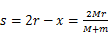 s = 2r − x = 2Mr/M+m